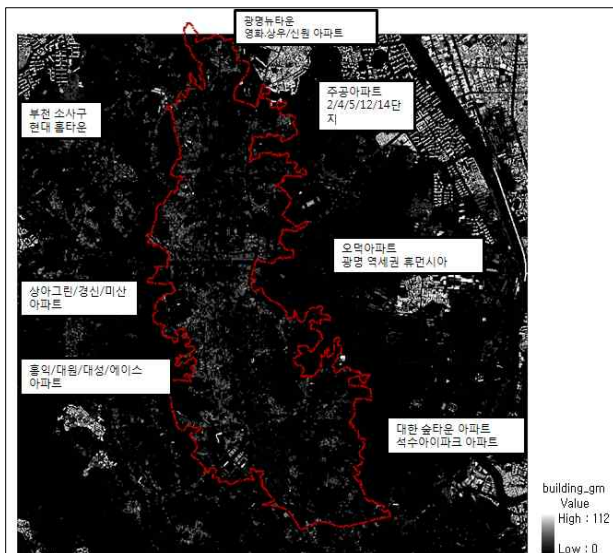 광명뉴타운
영화.상우/신원 아파트
주공아파트
2/4/5/12/14단
지
부천 소사구
현대 홈타운
오덕아파트
광명 역세권 휴먼시아
상아그린/경신/미산
아파트
홍익/대원/대성/에이스
아파트
대한 숲타운 아파트
석수아이파크 아파트
building_gm
Value
High : 112
Low : 0